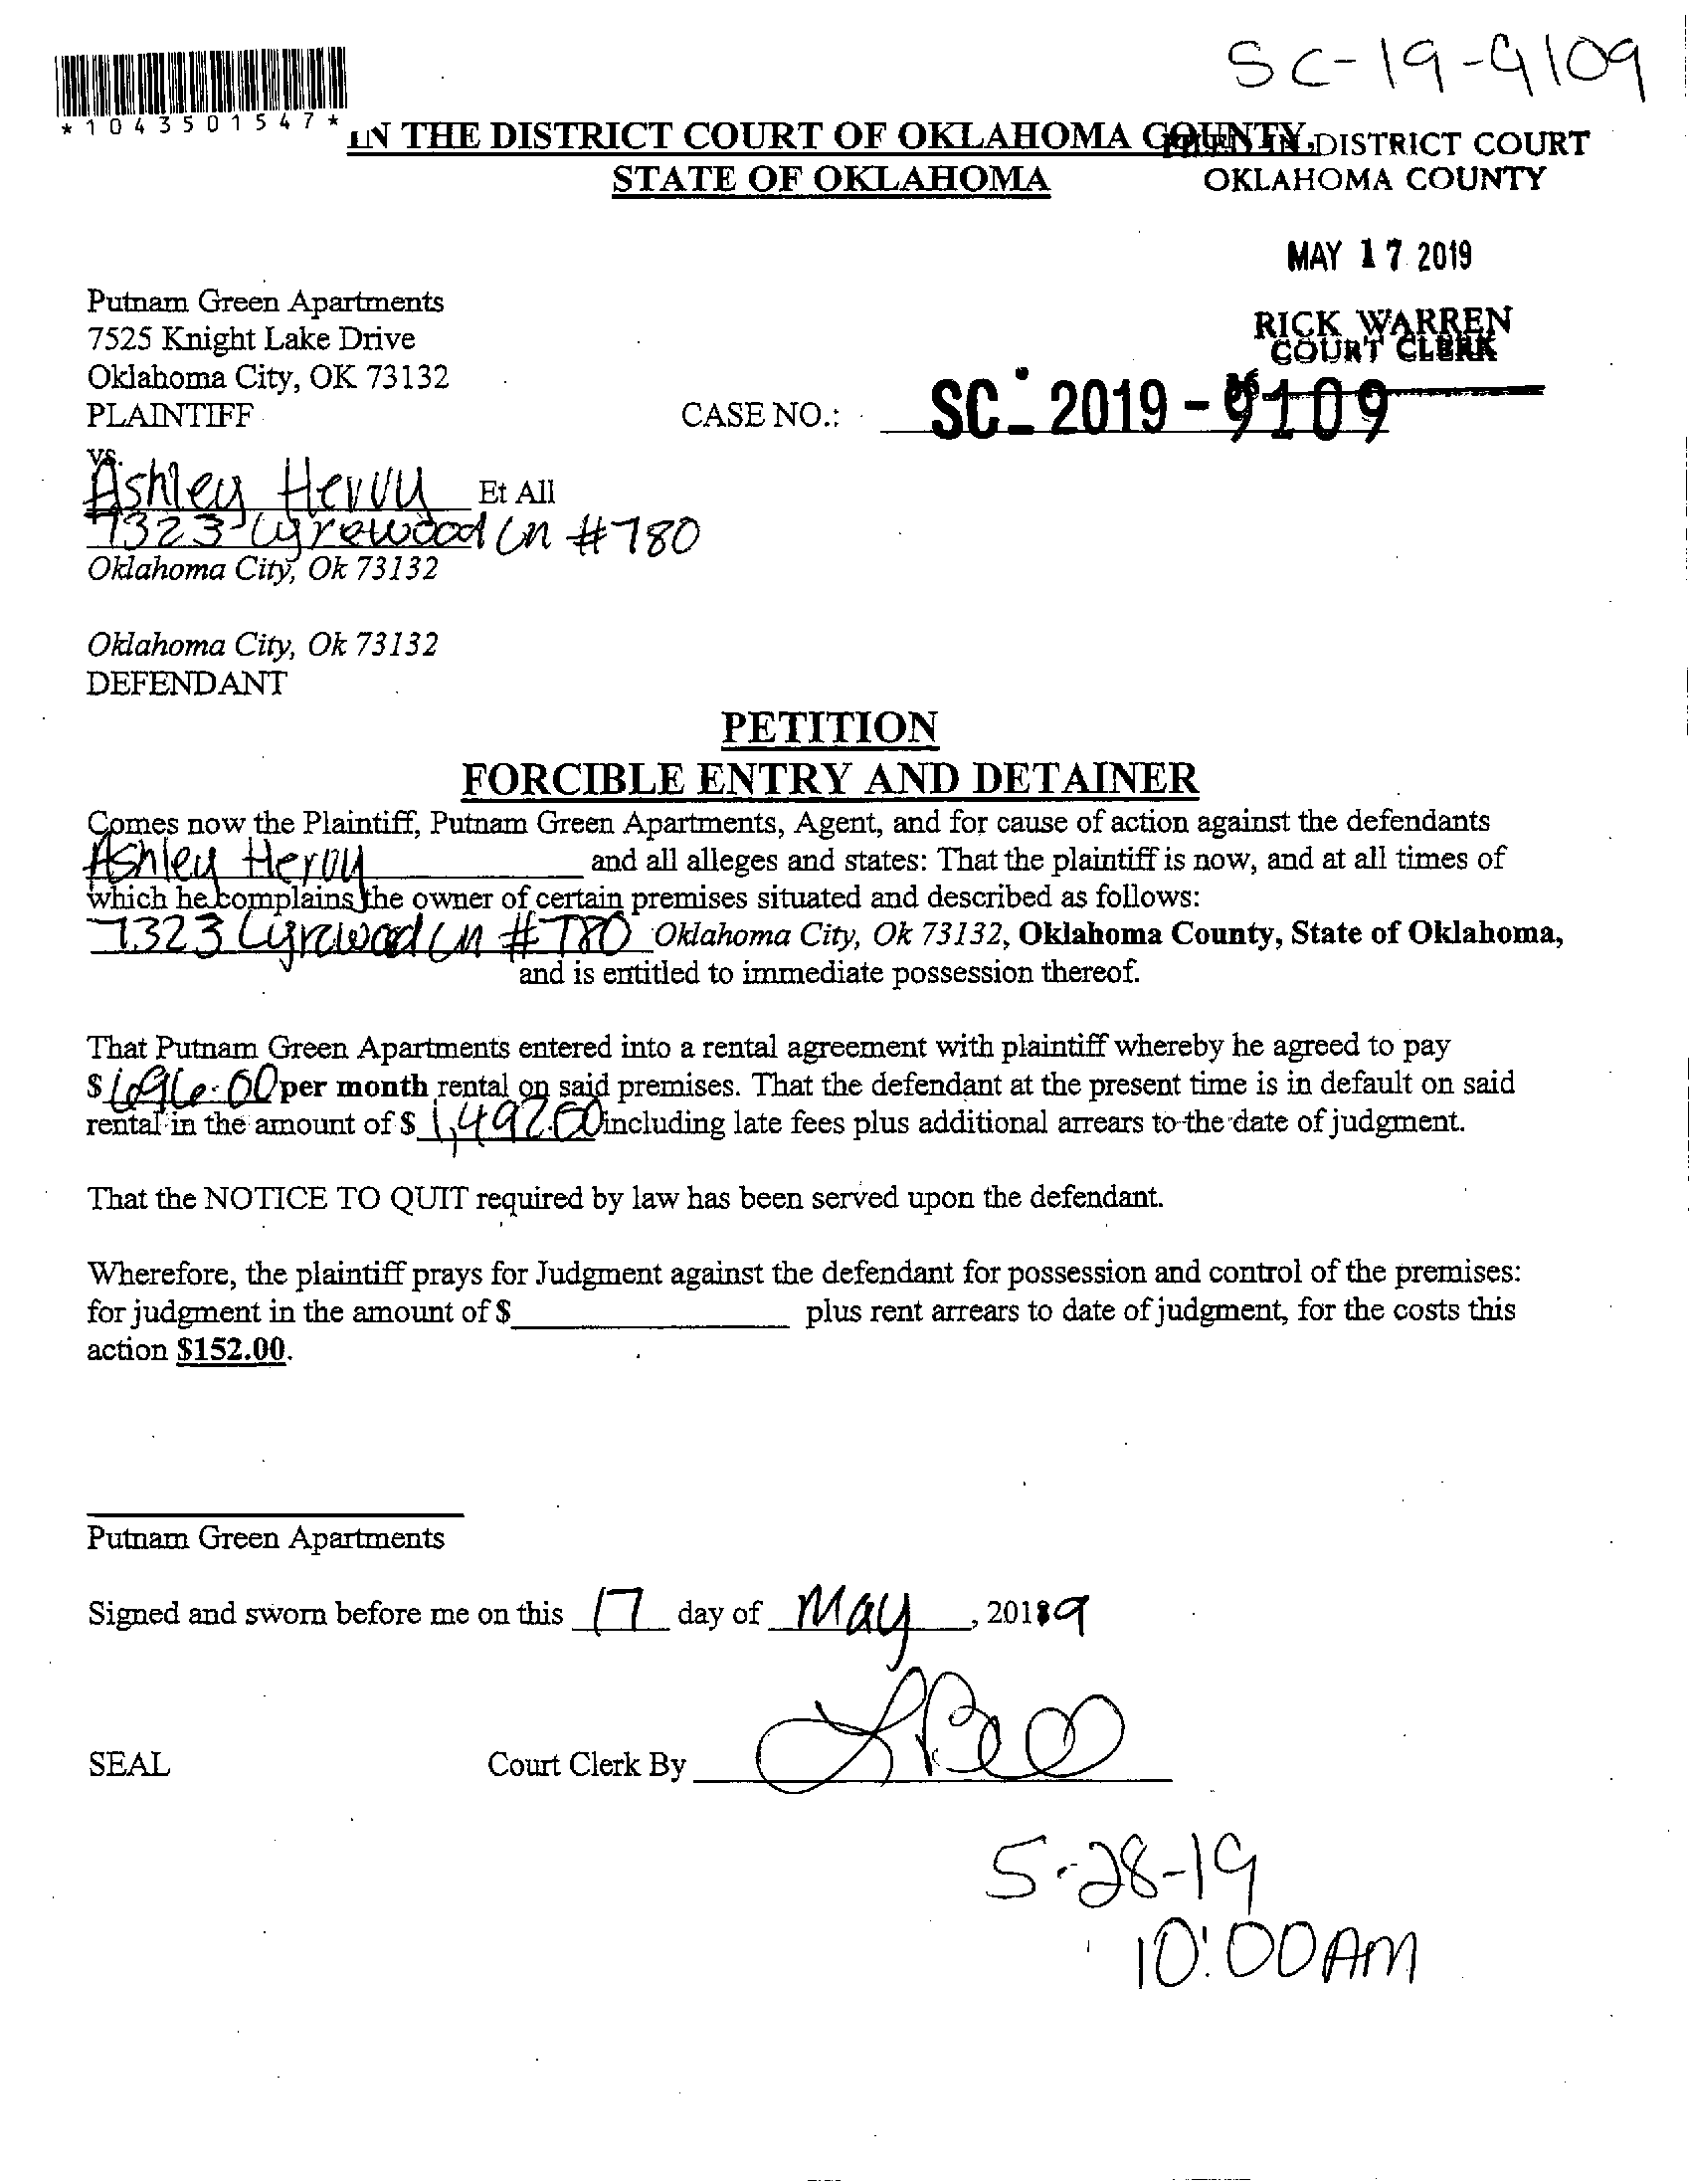 SC-19-9109
*1043501547*
IN THE DISTRICT COURT OF OKLAHOMA COUNTY
STATE OF OKLAHOMA
FILED IN DISTRICT COURT
OKLAHOMA COUNTY
MAY 17 2019
RICK WARREN
COURT CLERK
Putnam Green Apartments
7525 Knight Lake Drive
Oklahoma City, OK 73132
PLAINTIFF
CASE NO.: SC-2019-9109
vs.
Ashley Hervy Et All
7323 Lyrewood Ln #780
Oklahoma City, Ok 73132
Oklahoma City, Ok 73132
DEFENDANT
PETITION
FORCIBLE ENTRY AND DETAINER
Comes now the Plaintiff, Putnam Green Apartments, Agent, and for cause of action against the defendants
Ashley Hervy and all alleges and states: That the plaintiff is now, and at all times of
which he complains the owner of certain premises situated and described as follows:
7323 Lyrewood Ln #780 Oklahoma City, Ok 73132, Oklahoma County, State of Oklahoma,
and is entitled to immediate possession thereof.
That Putnam Green Apartments entered into a rental agreement with plaintiff whereby he agreed to pay
$ 696.00 per month rental on said premises. That the defendant at the present time is in default on said
rental in the amount of $ 1,492.00 including late fees plus additional arrears to the date of judgment.
That the NOTICE TO QUIT required by law has been served upon the defendant.
Wherefore, the plaintiff prays for Judgment against the defendant for possession and control of the premises:
for judgment in the amount of $ plus rent arrears to date of judgment, for the costs this
action $152.00.
Putnam Green Apartments
Signed and sworn before me on this 17 day of May, 2019
SEAL Court Clerk By
5-28-19
10:00AM